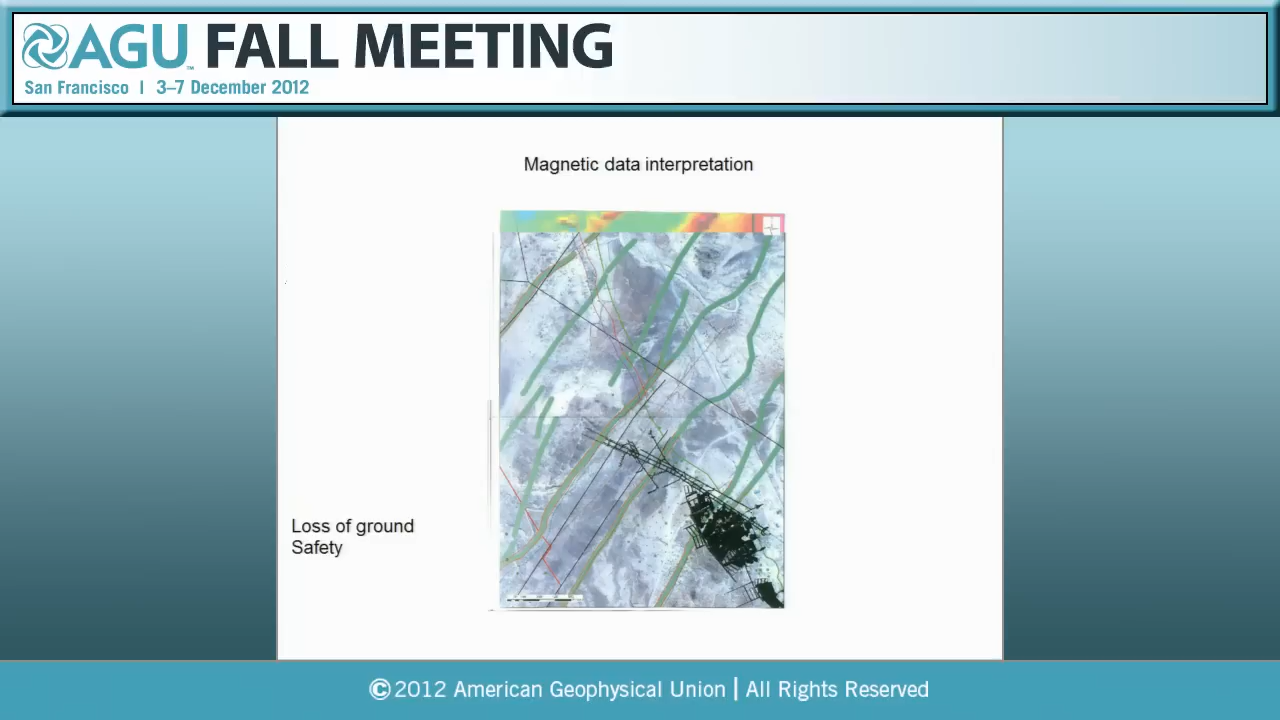 AGU™ FALL MEETING
San Francisco | 3–7 December 2012
Magnetic data interpretation
Loss of ground
Safety
©2012 American Geophysical Union | All Rights Reserved